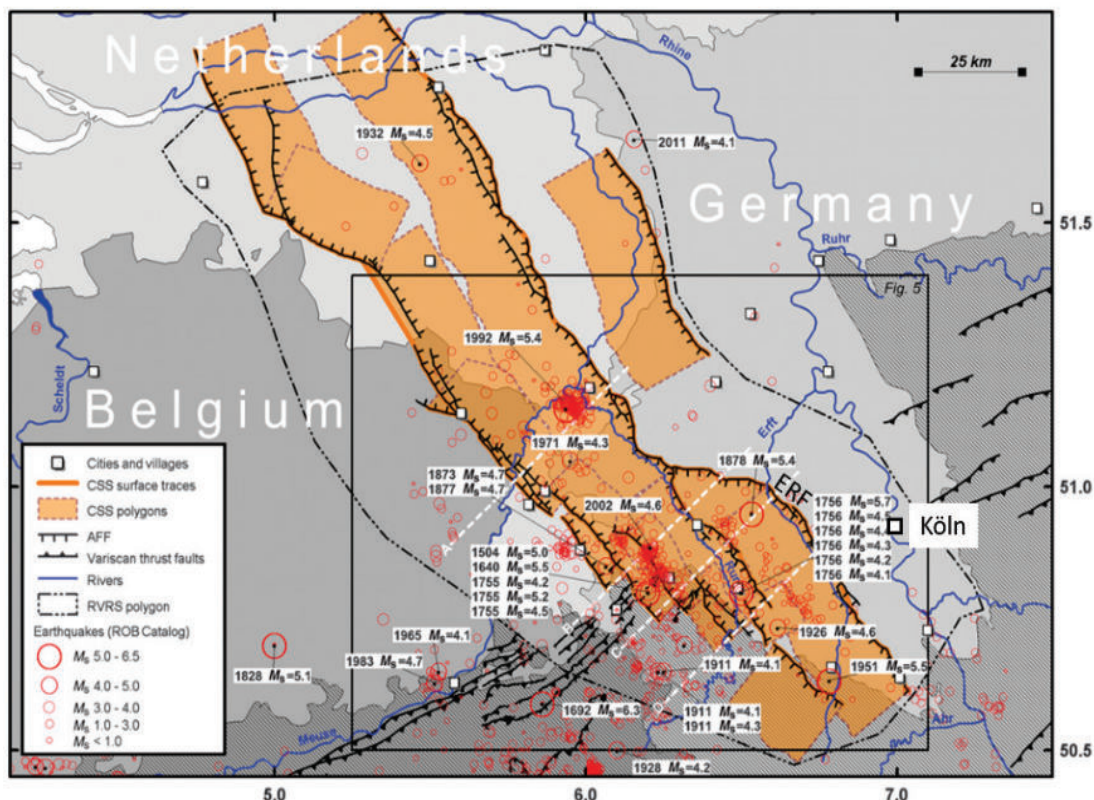 Netherlands
Rhine
25 km
1932 Ms=4.5
2011 Ms=4.1
Germany
51.5
Ruhr
Fig. 5
1992 Ms=5.4
Scheldt
Belgium
Erft
1971 Ms=4.3
1878 Ms=5.4
1873 Ms=4.7
1877 Ms=4.7
ERF
51.0
2002 Ms=4.6
1756 Ms=5.7
1756 Ms=4.3
1756 Ms=4.2
1756 Ms=4.1
Köln
A
1504 Ms=5.0
1640 Ms=5.5
1755 Ms=4.2
1755 Ms=5.2
1755 Ms=4.5
B
C
D
1965 Ms=4.1
1983 Ms=4.7
1828 Ms=5.1
1926 Ms=4.6
1911 Ms=4.1
1951 Ms=5.5
1692 Ms=6.3
1911 Ms=4.1
1911 Ms=4.3
Meuse
Ahr
1928 Ms=4.2
50.5
Cities and villages
CSS surface traces
CSS polygons
AFF
Variscan thrust faults
Rivers
RVRS polygon
Earthquakes (ROB Catalog)
Ms 5.0 - 6.5
Ms 4.0 - 5.0
Ms 3.0 - 4.0
Ms 1.0 - 3.0
Ms < 1.0
5.0
6.0
7.0